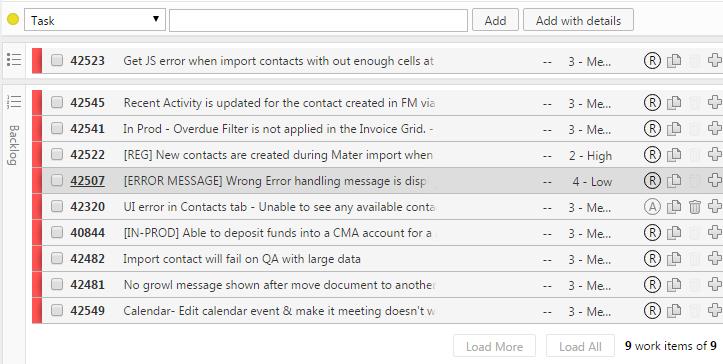 Task Add Add with details
42523 Get JS error when import contacts with out enough cells at -- 3 - Me... R
Backlog
42545 Recent Activity is updated for the contact created in FM via -- 3 - Me... R
42541 In Prod - Overdue Filter is not applied in the Invoice Grid. - -- 3 - Me... R
42522 [REG] New contacts are created during Mater import when -- 2 - High R
42507 [ERROR MESSAGE] Wrong Error handling message is disp -- 4 - Low R
42320 UI error in Contacts tab - Unable to see any available conta -- 3 - Me... A
40844 [IN-PROD] Able to deposit funds into a CMA account for a -- 3 - Me... R
42482 Import contact will fail on QA with large data -- 3 - Me... R
42481 No growl message shown after move document to another -- 3 - Me... R
42549 Calendar- Edit calendar event & make it meeting doesn't w -- 3 - Me... R
Load More Load All 9 work items of 9